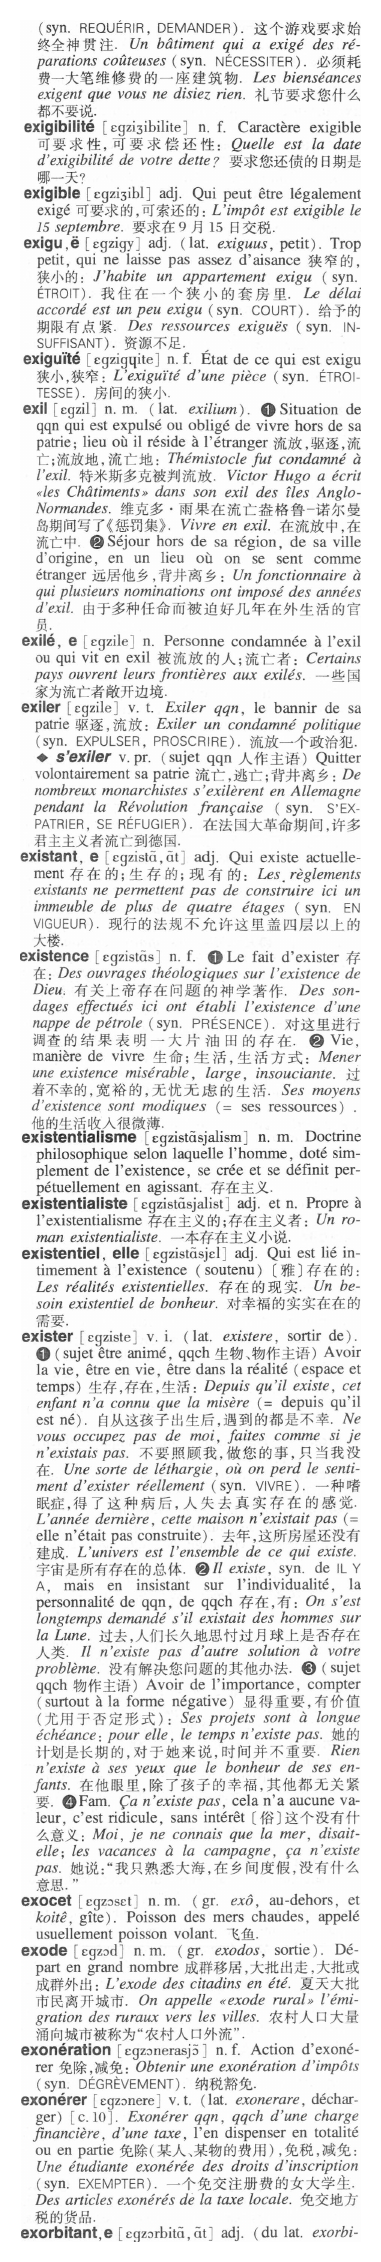 (syn. REQUÉRIR, DEMANDER). 这个游戏要求始
终全神贯注. Un bâtiment qui a exigé des ré-
parations coûteuses (syn. NÉCESSITER). 必须耗
费一大笔维修费的一座建筑物. Les bienséances
exigent que vous ne disiez rien. 礼节要求您什么
都不要说.
exigibilité [ɛgziʒibilite] n. f. Caractère exigible
可要求性,可要求偿还性: Quelle est la date
d'exigibilité de votre dette? 要求您还债的日期是
哪一天?
exigible [ɛgziʒibl] adj. Qui peut être légalement
exigé 可要求的,可索还的: L'impôt est exigible le
15 septembre. 要求在9月15日交税.
exigu,ë [ɛgzigy] adj. (lat. exiguus, petit). Trop
petit, qui ne laisse pas assez d'aisance 狭窄的,
狭小的: J'habite un appartement exigu (syn.
ÉTROIT). 我住在一个狭小的套房里. Le délai
accordé est un peu exigu (syn. COURT). 给予的
期限有点紧. Des ressources exiguës (syn. IN-
SUFFISANT). 资源不足.
exiguïté [ɛgzigɥite] n. f. État de ce qui est exigu
狭小,狭窄: L'exiguïté d'une pièce (syn. ÉTROI-
TESSE). 房间的狭小.
exil [ɛgzil] n. m. (lat. exilium). ❶ Situation de
qqn qui est expulsé ou obligé de vivre hors de sa
patrie; lieu où il réside à l'étranger 流放,驱逐,流
亡;流放地,流亡地: Thémistocle fut condamné à
l'exil. 特米斯多克被判流放. Victor Hugo a écrit
«les Châtiments» dans son exil des îles Anglo-
Normandes. 维克多·雨果在流亡盎格鲁-诺尔曼
岛期间写了《惩罚集》. Vivre en exil. 在流放中,在
流亡中. ❷ Séjour hors de sa région, de sa ville
d'origine, en un lieu où on se sent comme
étranger 远居他乡,背井离乡: Un fonctionnaire à
qui plusieurs nominations ont imposé des années
d'exil. 由于多种任命而被迫好几年在外生活的官
员.
exilé, e [ɛgzile] n. Personne condamnée à l'exil
ou qui vit en exil 被流放的人;流亡者: Certains
pays ouvrent leurs frontières aux exilés. 一些国
家为流亡者敞开边境.
exiler [ɛgzile] v. t. Exiler qqn, le bannir de sa
patrie 驱逐,流放: Exiler un condamné politique
(syn. EXPULSER, PROSCRIRE). 流放一个政治犯.
◆ s'exiler v. pr. (sujet qqn 人作主语) Quitter
volontairement sa patrie 流亡,逃亡;背井离乡: De
nombreux monarchistes s'exilèrent en Allemagne
pendant la Révolution française (syn. S'EX-
PATRIER, SE RÉFUGIER). 在法国大革命期间,许多
君主主义者流亡到德国.
existant, e [ɛgzistɑ̃,ɑ̃t] adj. Qui existe actuelle-
ment 存在的;生存的;现有的: Les règlements
existants ne permettent pas de construire ici un
immeuble de plus de quatre étages (syn. EN
VIGUEUR). 现行的法规不允许这里盖四层以上的
大楼.
existence [ɛgzistɑ̃s] n. f. ❶ Le fait d'exister 存
在: Des ouvrages théologiques sur l'existence de
Dieu. 有关上帝存在问题的神学著作. Des son-
dages effectués ici ont établi l'existence d'une
nappe de pétrole (syn. PRÉSENCE). 对这里进行
调查的结果表明一大片油田的存在. ❷ Vie,
manière de vivre 生命;生活,生活方式: Mener
une existence misérable, large, insouciante. 过
着不幸的,宽裕的,无忧无虑的生活. Ses moyens
d'existence sont modiques (= ses ressources).
他的生活收入很微薄.
existentialisme [ɛgzistɑ̃sjalism] n. m. Doctrine
philosophique selon laquelle l'homme, doté sim-
plement de l'existence, se crée et se définit per-
pétuellement en agissant. 存在主义.
existentialiste [ɛgzistɑ̃sjalist] adj. et n. Propre à
l'existentialisme 存在主义的;存在主义者: Un ro-
man existentialiste. 一本存在主义小说.
existentiel, elle [ɛgzistɑ̃sjɛl] adj. Qui est lié in-
timement à l'existence (soutenu)〔雅〕存在的:
Les réalités existentielles. 存在的现实. Un be-
soin existentiel de bonheur. 对幸福的实实在在的
需要.
exister [ɛgziste] v. i. (lat. existere, sortir de).
❶ (sujet être animé, qqch 生物、物作主语) Avoir
la vie, être en vie, être dans la réalité (espace et
temps) 生存,存在,生活: Depuis qu'il existe, cet
enfant n'a connu que la misère (= depuis qu'il
est né). 自从这孩子出生后,遇到的都是不幸. Ne
vous occupez pas de moi, faites comme si je
n'existais pas. 不要照顾我,做您的事,只当我没
在. Une sorte de léthargie, où on perd le senti-
ment d'exister réellement (syn. VIVRE). 一种嗜
眠症,得了这种病后,人失去真实存在的感觉.
L'année dernière, cette maison n'existait pas (=
elle n'était pas construite). 去年,这所房屋还没有
建成. L'univers est l'ensemble de ce qui existe.
宇宙是所有存在的总体. ❷ Il existe, syn. de IL Y
A, mais en insistant sur l'individualité, la
personnalité de qqn, de qqch 存在,有: On s'est
longtemps demandé s'il existait des hommes sur
la Lune. 过去,人们长久地思忖过月球上是否存在
人类. Il n'existe pas d'autre solution à votre
problème. 没有解决您问题的其他办法. ❸ (sujet
qqch 物作主语) Avoir de l'importance, compter
(surtout à la forme négative) 显得重要,有价值
(尤用于否定形式): Ses projets sont à longue
échéance: pour elle, le temps n'existe pas. 她的
计划是长期的,对于她来说,时间并不重要. Rien
n'existe à ses yeux que le bonheur de ses en-
fants. 在他眼里,除了孩子的幸福,其他都无关紧
要. ❹ Fam. Ça n'existe pas, cela n'a aucune va-
leur, c'est ridicule, sans intérêt〔俗〕这个没有什
么意义: Moi, je ne connais que la mer, disait-
elle; les vacances à la campagne, ça n'existe
pas. 她说:“我只熟悉大海,在乡间度假,没有什么
意思.”
exocet [ɛgzɔsɛt] n. m. (gr. exô, au-dehors, et
koitê, gîte). Poisson des mers chaudes, appelé
usuellement poisson volant. 飞鱼.
exode [ɛgzɔd] n. m. (gr. exodos, sortie). Dé-
part en grand nombre 成群移居,大批出走,大批或
成群外出: L'exode des citadins en été. 夏天大批
市民离开城市. On appelle «exode rural» l'émi-
gration des ruraux vers les villes. 农村人口大量
涌向城市被称为“农村人口外流”.
exonération [ɛgzɔnerasjɔ̃] n. f. Action d'exoné-
rer 免除,减免: Obtenir une exonération d'impôts
(syn. DÉGRÈVEMENT). 纳税豁免.
exonérer [ɛgzɔnere] v. t. (lat. exonerare, déchar-
ger) [c. 10]. Exonérer qqn, qqch d'une charge
financière, d'une taxe, l'en dispenser en totalité
ou en partie 免除(某人、某物的费用),免税,减免:
Une étudiante exonérée des droits d'inscription
(syn. EXEMPTER). 一个免交注册费的女大学生.
Des articles exonérés de la taxe locale. 免交地方
税的货品.
exorbitant,e [ɛgzɔrbitɑ̃,ɑ̃t] adj. (du lat. exorbi-